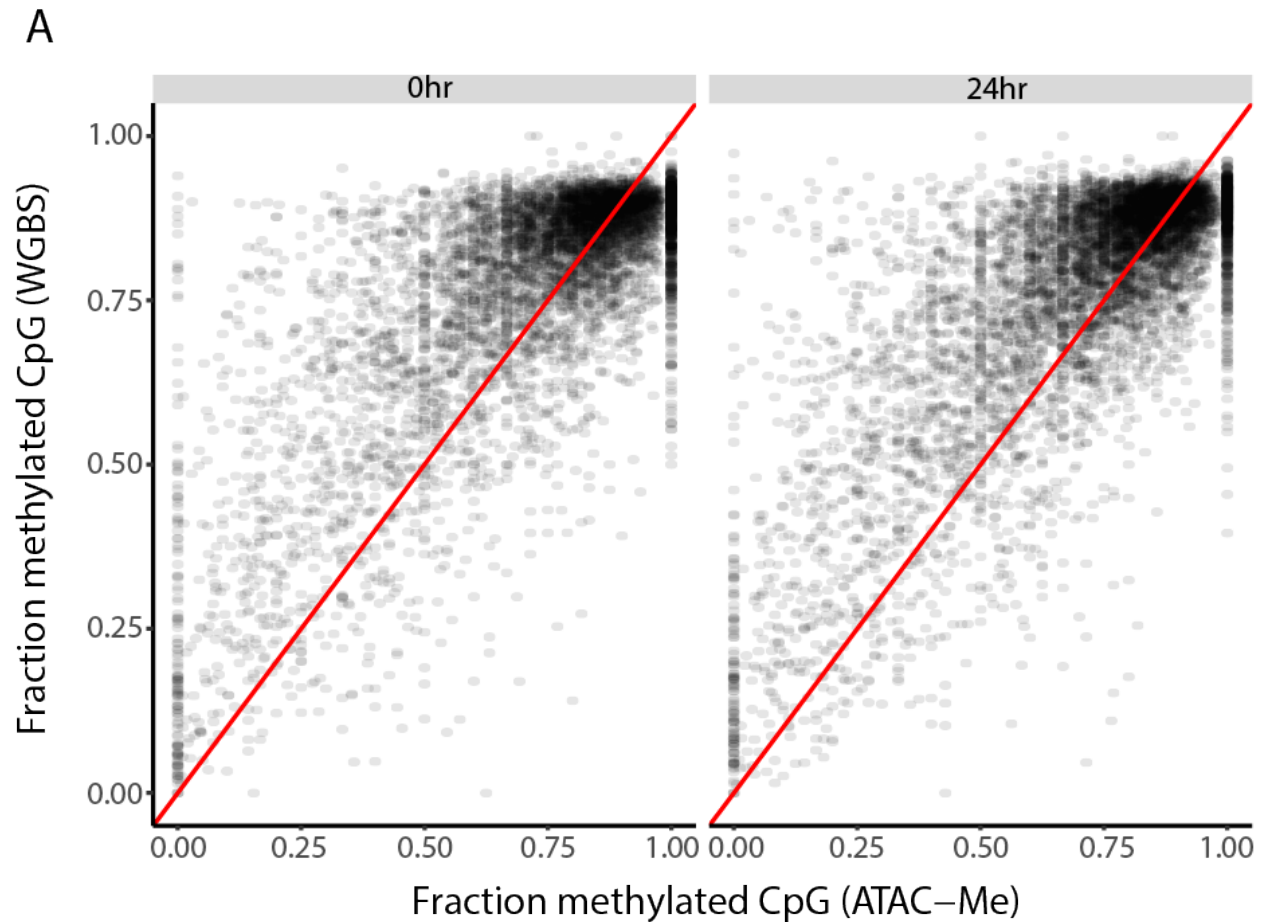 A
0hr
24hr
Fraction methylated CpG (WGBS)
1.00
0.75
0.50
0.25
0.00
0.00 0.25 0.50 0.75 1.00
0.00 0.25 0.50 0.75 1.00
Fraction methylated CpG (ATAC−Me)